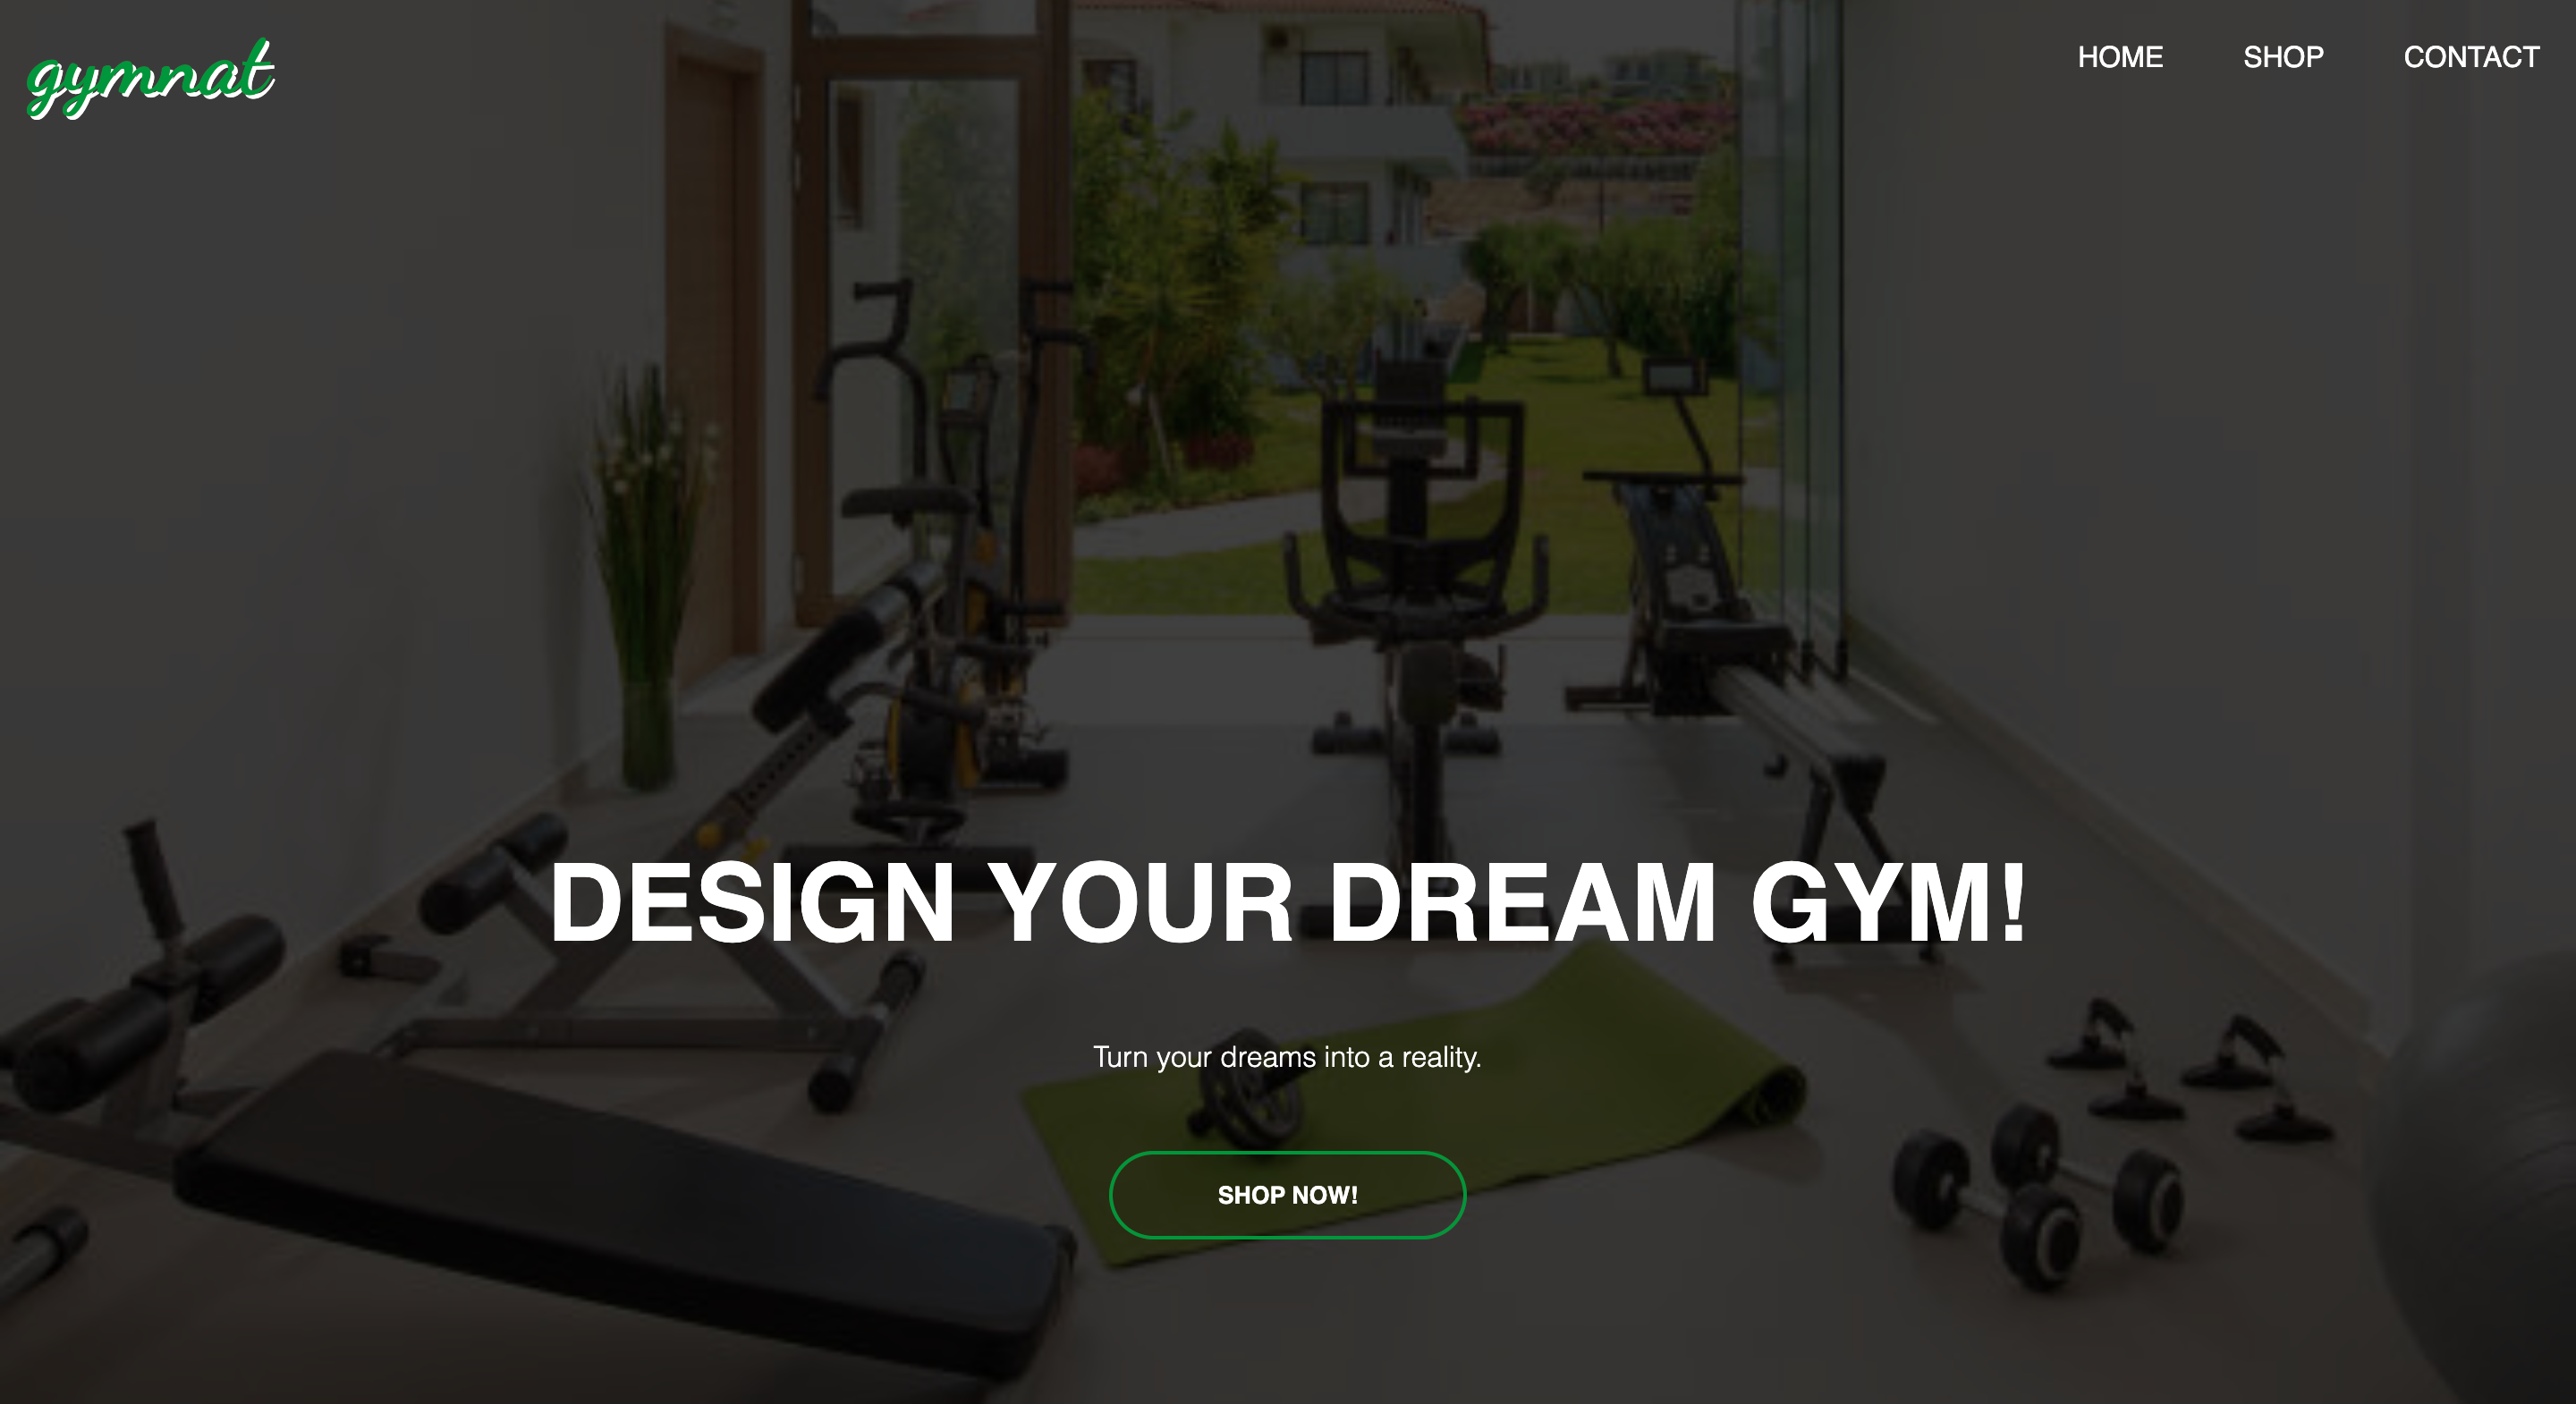 gymnat
HOME SHOP CONTACT
DESIGN YOUR DREAM GYM!
Turn your dreams into a reality.
SHOP NOW!